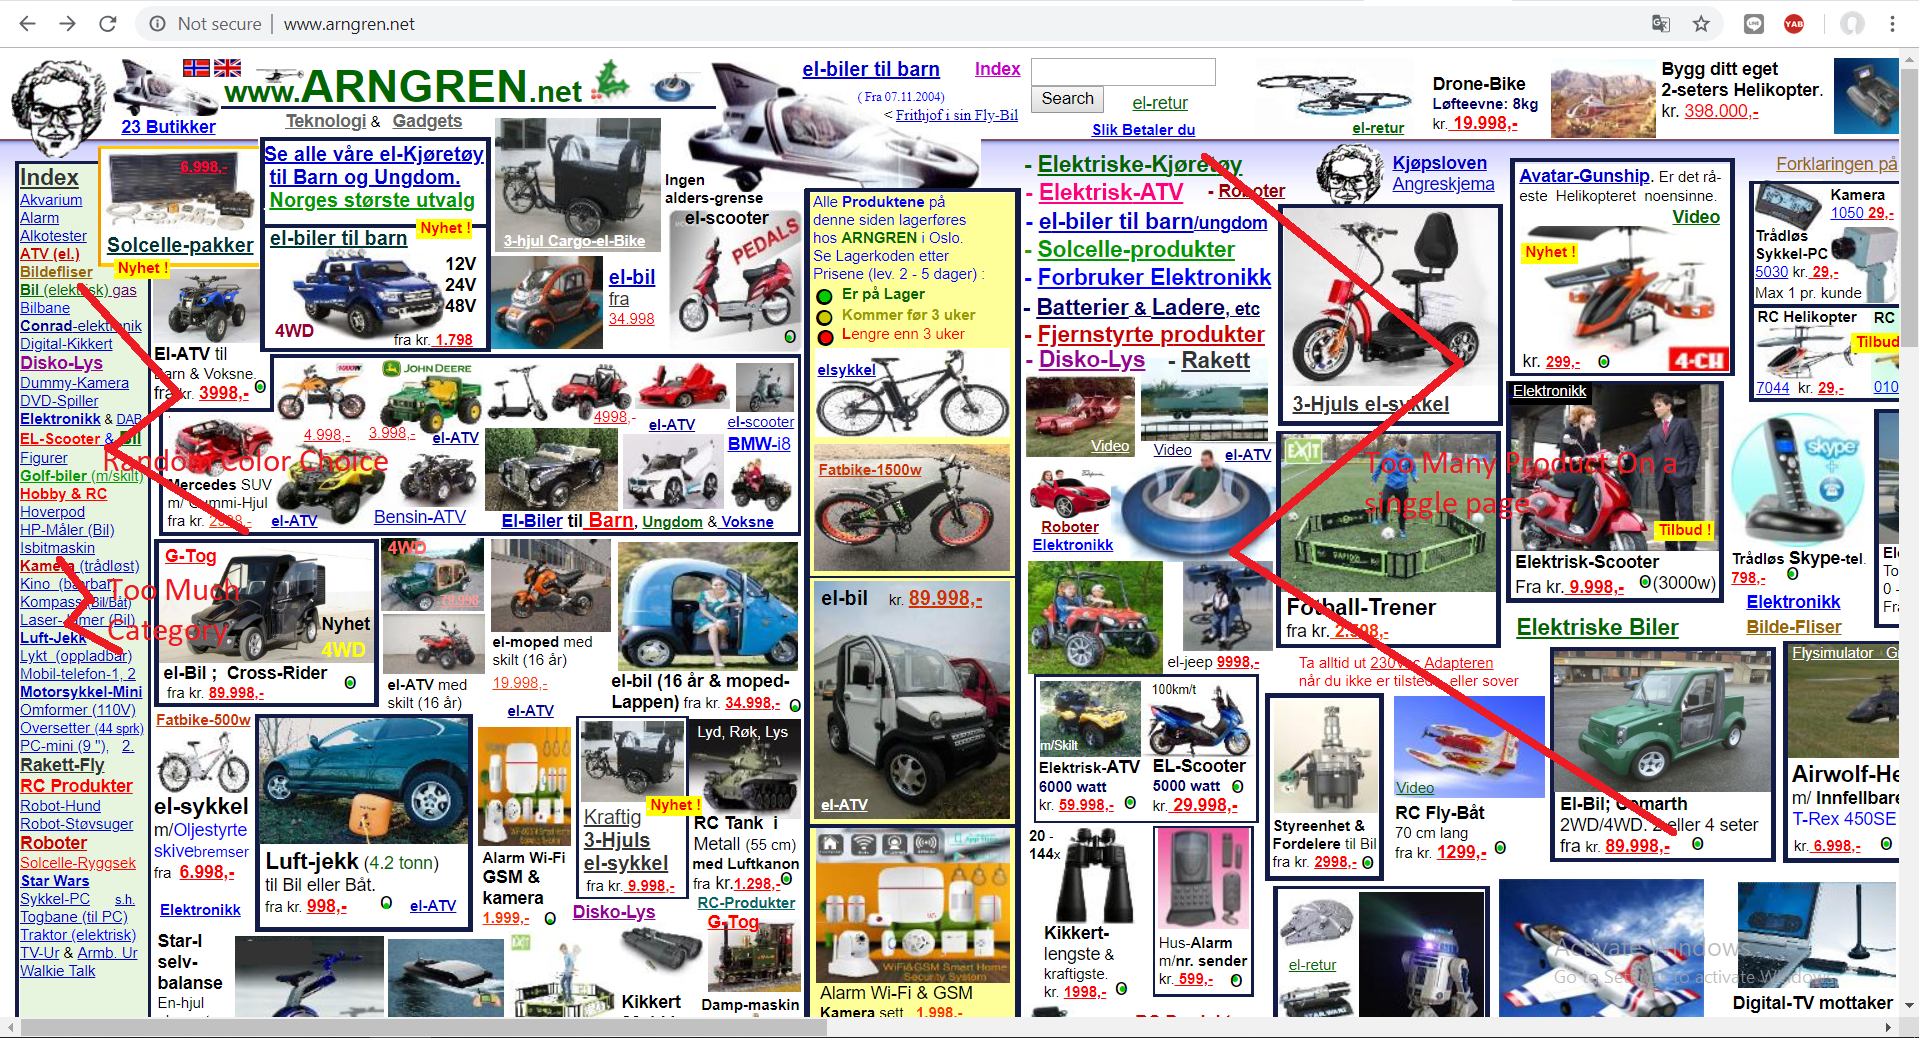 Not secure | www.arngren.net
YAB
www.ARNGREN.net
Teknologi & Gadgets
23 Butikker
el-biler til barn
( Fra 07.11.2004)
< Frithjof i sin Fly-Bil
Index
Search
el-retur
Slik Betaler du
el-retur
Drone-Bike
Løfteevne: 8kg
kr. 19.998,-
Bygg ditt eget
2-seters Helikopter.
kr. 398.000,-
Index
Akvarium
Alarm
Alkotester
ATV (el.)
Bildefliser
Bil (elektrisk) gas
Bilbane
Conrad-elektronik
Digital-Kikkert
Disko-Lys
Dummy-Kamera
DVD-Spiller
Elektronikk & DAB
EL-Scooter & Bil
Figurer
Golf-biler (m/skilt)
Hobby & RC
Hoverpod
HP-Måler (Bil)
Isbitmaskin
Kamera (trådløst)
Kino (bærbar)
Kompass (Bil/Båt)
Laser-Jamer (Bil)
Luft-Jekk
Lykt (oppladbar)
Mobil-telefon-1, 2
Motorsykkel-Mini
Omformer (110V)
Oversetter (44 sprk)
PC-mini (9 "), 2.
Rakett-Fly
RC Produkter
Robot-Hund
Robot-Støvsuger
Roboter
Solcelle-Ryggsek
Star Wars
Sykkel-PC s.h.
Togbane (til PC)
Traktor (elektrisk)
TV-Ur & Armb. Ur
Walkie Talk
Random Color Choice
Too Much
Category
6.998,-
Solcelle-pakker
Nyhet !
El-ATV til
Barn & Voksne.
fra kr. 3998,-
Se alle våre el-Kjøretøy
til Barn og Ungdom.
Norges største utvalg
el-biler til barn
Nyhet !
12V
24V
48V
4WD
fra kr. 1.798
3-hjul Cargo-el-Bike
el-bil
fra
34.998
Ingen
alders-grense
el-scooter
PEDALS
1000W
JOHN DEERE
4.998,-
3.998,-
el-ATV
4998,-
el-ATV
el-scooter
BMW-i8
Mercedes SUV
m/ Gummi-Hjul
fra kr. 2998,-
el-ATV
Bensin-ATV
El-Biler til Barn, Ungdom & Voksne
G-Tog
Nyhet
4WD
el-Bil ; Cross-Rider
fra kr. 89.998,-
4WD
79.998
el-ATV med
skilt (16 år)
el-moped med
skilt (16 år)
19.998,-
el-ATV
el-bil (16 år & moped-
Lappen) fra kr. 34.998,-
Fatbike-500w
el-sykkel
m/Oljestyrte
skivebremser
fra 6.998,-
Elektronikk
Luft-jekk (4.2 tonn)
til Bil eller Båt.
fra kr. 998,-
el-ATV
WiFi&GSM
Alarm Wi-Fi
GSM &
kamera
1.999,-
Nyhet !
Kraftig
3-Hjuls
el-sykkel
fra kr. 9.998,-
Disko-Lys
Lyd, Røk, Lys
RC Tank i
Metall (55 cm)
med Luftkanon
fra kr.1.298,-
RC-Produkter
G-Tog
Damp-maskin
Star-I
selv-
balanse
En-hjul
EXIT
Kikkert
Alle Produktene på
denne siden lagerføres
hos ARNGREN i Oslo.
Se Lagerkoden etter
Prisene (lev. 2 - 5 dager) :
Er på Lager
Kommer før 3 uker
Lengre enn 3 uker
elsykkel
Fatbike-1500w
el-bil kr. 89.998,-
el-ATV
WiFi&GSM Smart Home
Security System
Alarm Wi-Fi & GSM
Kamera sett 1.998,-
- Elektriske-Kjøretøy
- Elektrisk-ATV - Roboter
- el-biler til barn/ungdom
- Solcelle-produkter
- Forbruker Elektronikk
- Batterier & Ladere, etc
- Fjernstyrte produkter
- Disko-Lys - Rakett
Video
Video
el-ATV
Roboter
Elektronikk
el-jeep 9998,-
m/Skilt
Elektrisk-ATV
6000 watt
kr. 59.998,-
100km/t
EL-Scooter
5000 watt
kr. 29.998,-
20 -
144x
Kikkert-
lengste &
kraftigste.
kr. 1998,-
Hus-Alarm
m/nr. sender
kr. 599,-
Kjøpsloven
Angreskjema
3-Hjuls el-sykkel
EXIT
RAPIDO
Fotball-Trener
fra kr. 2.598,-
Too Many Product On a
singgle page
Ta alltid ut 230Vac Adapteren
når du ikke er tilstede, eller sover
Styreenhet &
Fordelere til Bil
fra kr. 2998,-
Video
RC Fly-Båt
70 cm lang
fra kr. 1299,-
el-retur
STAR WARS
Avatar-Gunship. Er det rå-
este Helikopteret noensinne.
Video
Nyhet !
kr. 299,-
4-CH
Elektronikk
Tilbud !
Elektrisk-Scooter
Fra kr. 9.998,- (3000w)
Elektriske Biler
El-Bil; Comarth
2WD/4WD. 2 eller 4 seter
fra kr. 89.998,-
Forklaringen på
Kamera
1050 29,-
Trådløs
Sykkel-PC
5030 kr. 29,-
Max 1 pr. kunde
RC Helikopter
7044 kr. 29,-
RC
Tilbud
010
skype
Trådløs Skype-tel.
798,-
Elektronikk
Bilde-Fliser
Flysimulator
Airwolf-He
m/ Innfellbare
T-Rex 450SE
kr. 6.998,-
Activate Windows
Go to Settings to activate Windows.
Digital-TV mottaker